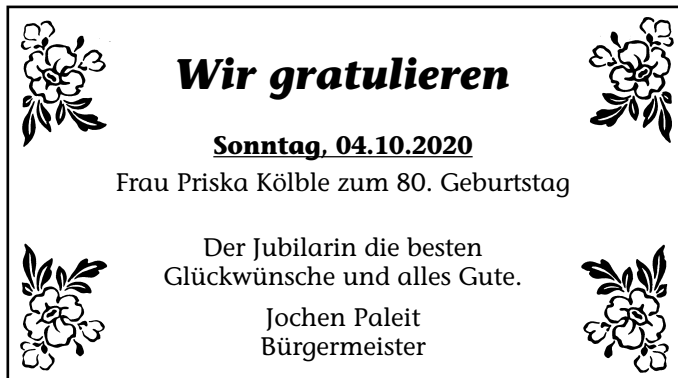 Wir gratulieren
Sonntag, 04.10.2020
Frau Priska Kölble zum 80. Geburtstag
Der Jubilarin die besten
Glückwünsche und alles Gute.
Jochen Paleit
Bürgermeister